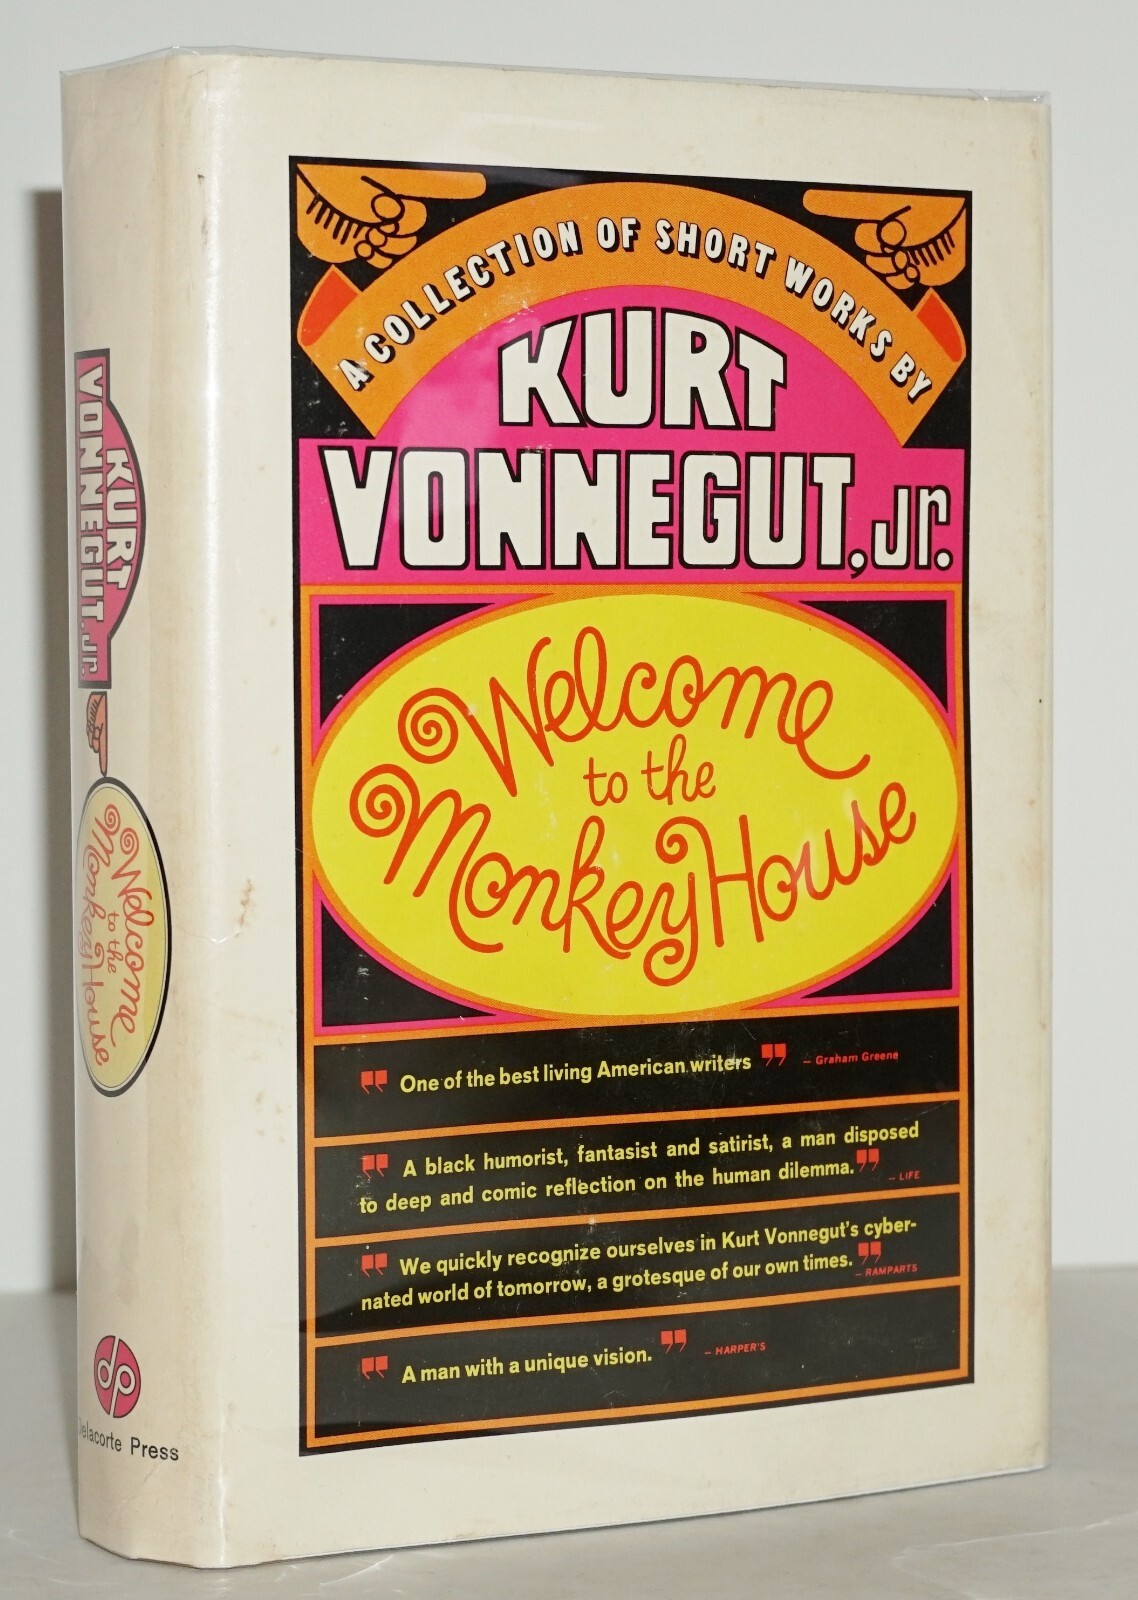 A COLLECTION OF SHORT WORKS BY
KURT
VONNEGUT, Jr.
Welcome
to the
Monkey House
" One of the best living American writers " – Graham Greene
" A black humorist, fantasist and satirist, a man disposed
to deep and comic reflection on the human dilemma. " – LIFE
" We quickly recognize ourselves in Kurt Vonnegut's cyber-
nated world of tomorrow, a grotesque of our own times. " – RAMPARTS
" A man with a unique vision. " – HARPER'S
KURT
VONNEGUT, Jr.
Welcome
to the
Monkey House
dp
Delacorte Press